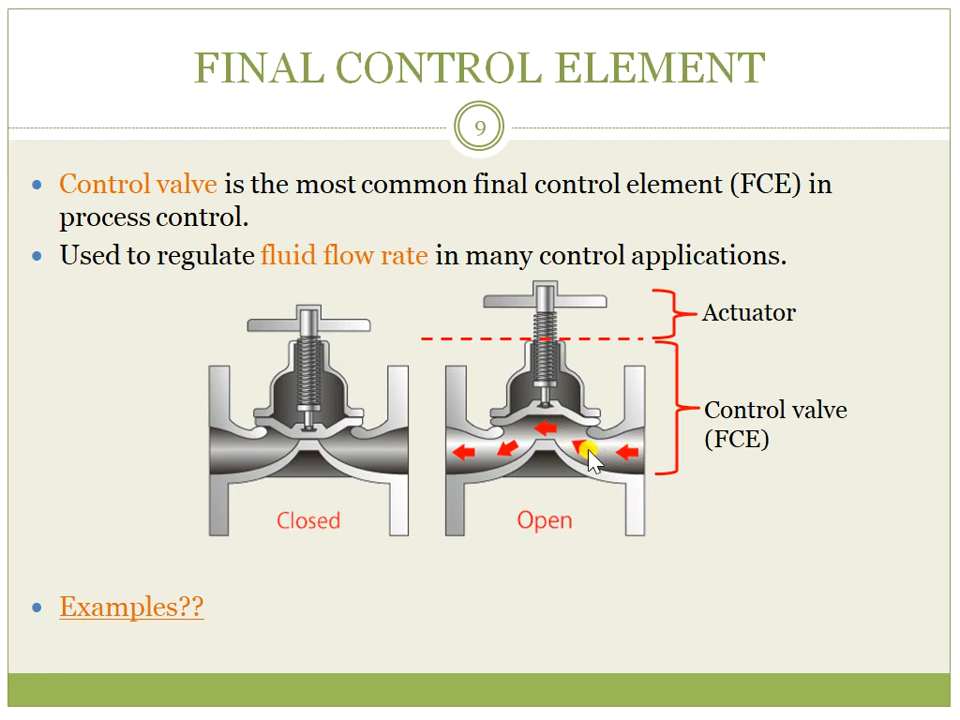 FINAL CONTROL ELEMENT
9
Control valve is the most common final control element (FCE) in
process control.
Used to regulate fluid flow rate in many control applications.
Actuator
Control valve
(FCE)
Closed
Open
Examples??